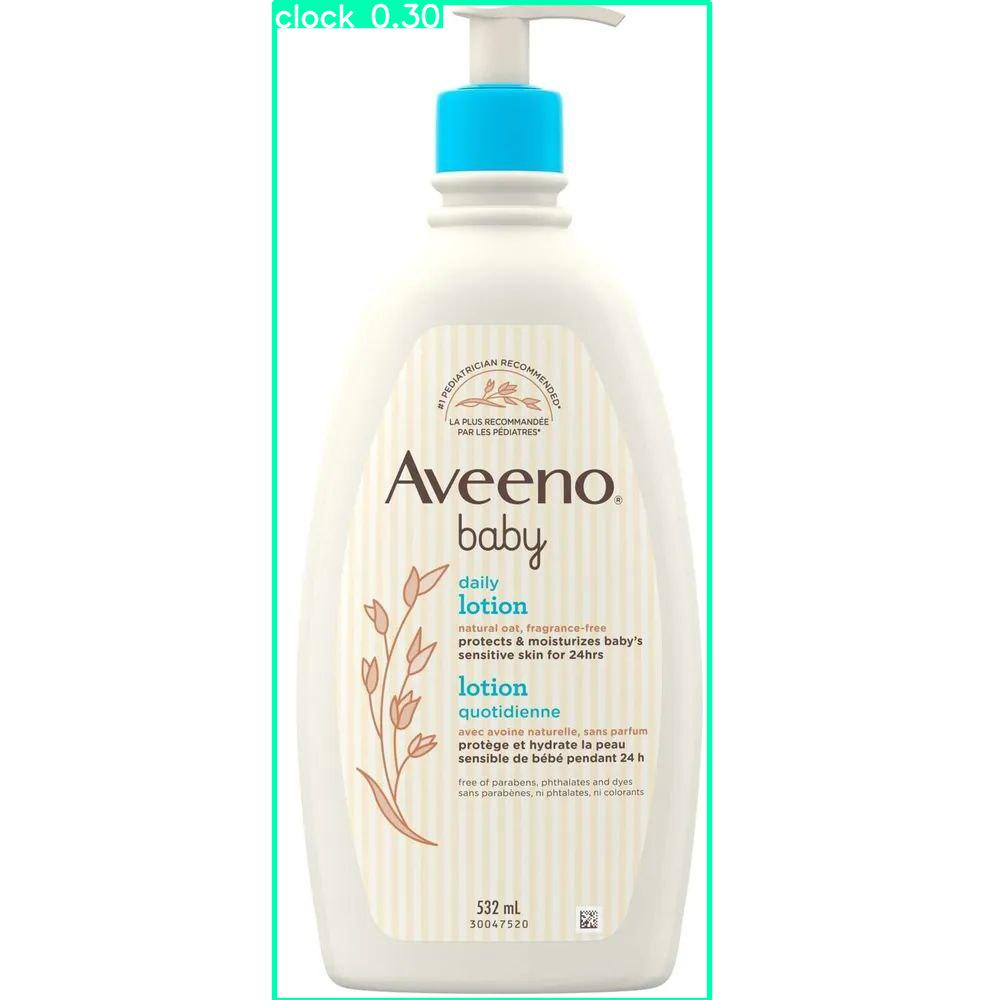 clock 0.30
#1 PEDIATRICIAN RECOMMENDED*
LA PLUS RECOMMANDÉE
PAR LES PÉDIATRES*
Aveeno®
baby
daily
lotion
natural oat, fragrance-free
protects & moisturizes baby's
sensitive skin for 24hrs
lotion
quotidienne
avec avoine naturelle, sans parfum
protège et hydrate la peau
sensible de bébé pendant 24 h
free of parabens, phthalates and dyes
sans parabènes, ni phtalates, ni colorants
532 mL
30047520